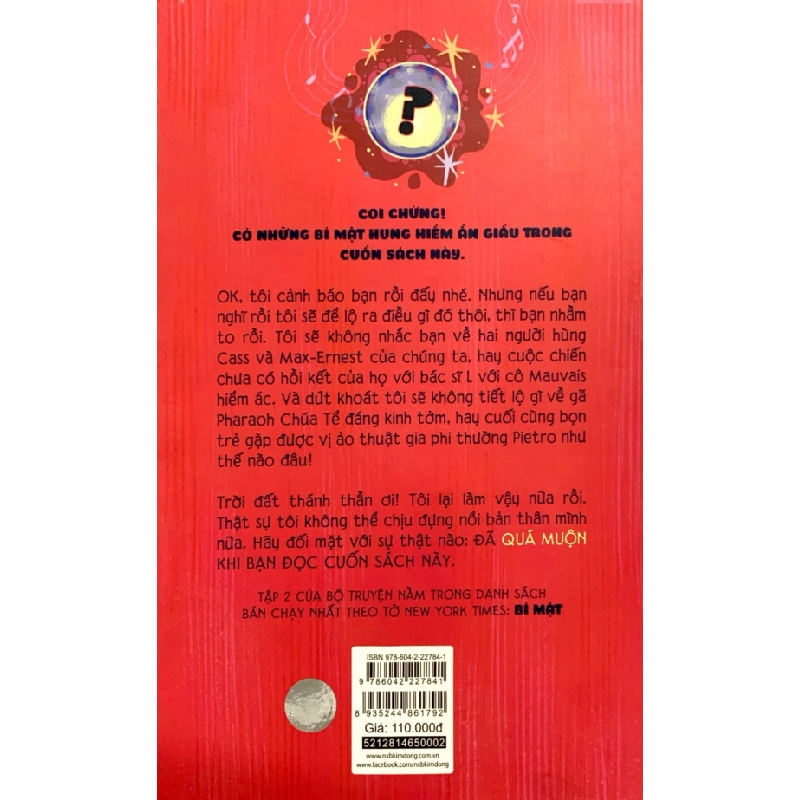 ?
COI CHỪNG!
CÓ NHỮNG BÍ MẬT HUNG HIỂM ẨN GIẤU TRONG
CUỐN SÁCH NÀY.
OK, tôi cảnh báo bạn rồi đấy nhé. Nhưng nếu bạn
nghĩ rồi tôi sẽ để lộ ra điều gì đó thôi, thì bạn nhầm
to rồi. Tôi sẽ không nhắc bạn về hai người hùng
Cass và Max-Ernest của chúng ta, hay cuộc chiến
chưa có hồi kết của họ với bác sĩ L với cô Mauvais
hiểm ác. Và dứt khoát tôi sẽ không tiết lộ gì về gã
Pharaoh Chúa Tể đáng kinh tởm, hay cuối cùng bọn
trẻ gặp được vị ảo thuật gia phi thường Pietro như
thế nào đâu!
Trời đất thánh thần ơi! Tôi lại làm vậy nữa rồi.
Thật sự tôi không thể chịu đựng nổi bản thân mình
nữa. Hãy đối mặt với sự thật nào: ĐÃ QUÁ MUỘN
KHI BẠN ĐỌC CUỐN SÁCH NÀY.
TẬP 2 CỦA BỘ TRUYỆN NẰM TRONG DANH SÁCH
BÁN CHẠY NHẤT THEO TỜ NEW YORK TIMES: BÍ MẬT
ISBN 978-604-2-22784-1
9 786042 227841
8 935244 861792
Giá: 110.000đ
5212814650002
www.nxbkimdong.com.vn
www.facebook.com/nxbkimdong